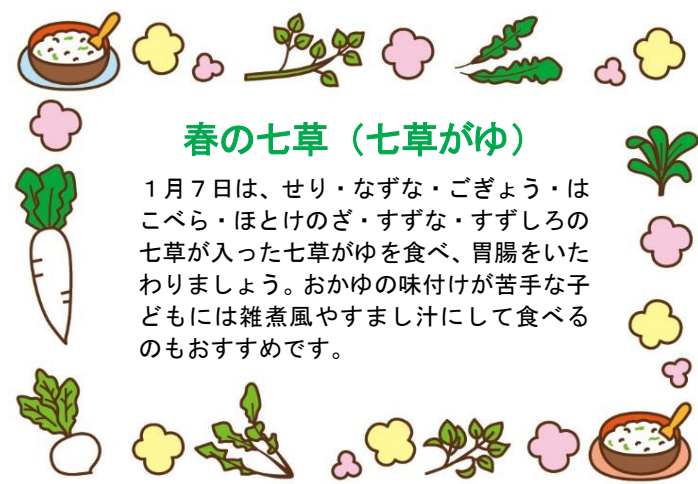 春の七草（七草がゆ）
１月７日は、せり・なずな・ごぎょう・は
こべら・ほとけのざ・すずな・すずしろの
七草が入った七草がゆを食べ、胃腸をいた
わりましょう。おかゆの味付けが苦手な子
どもには雑煮風やすまし汁にして食べる
のもおすすめです。